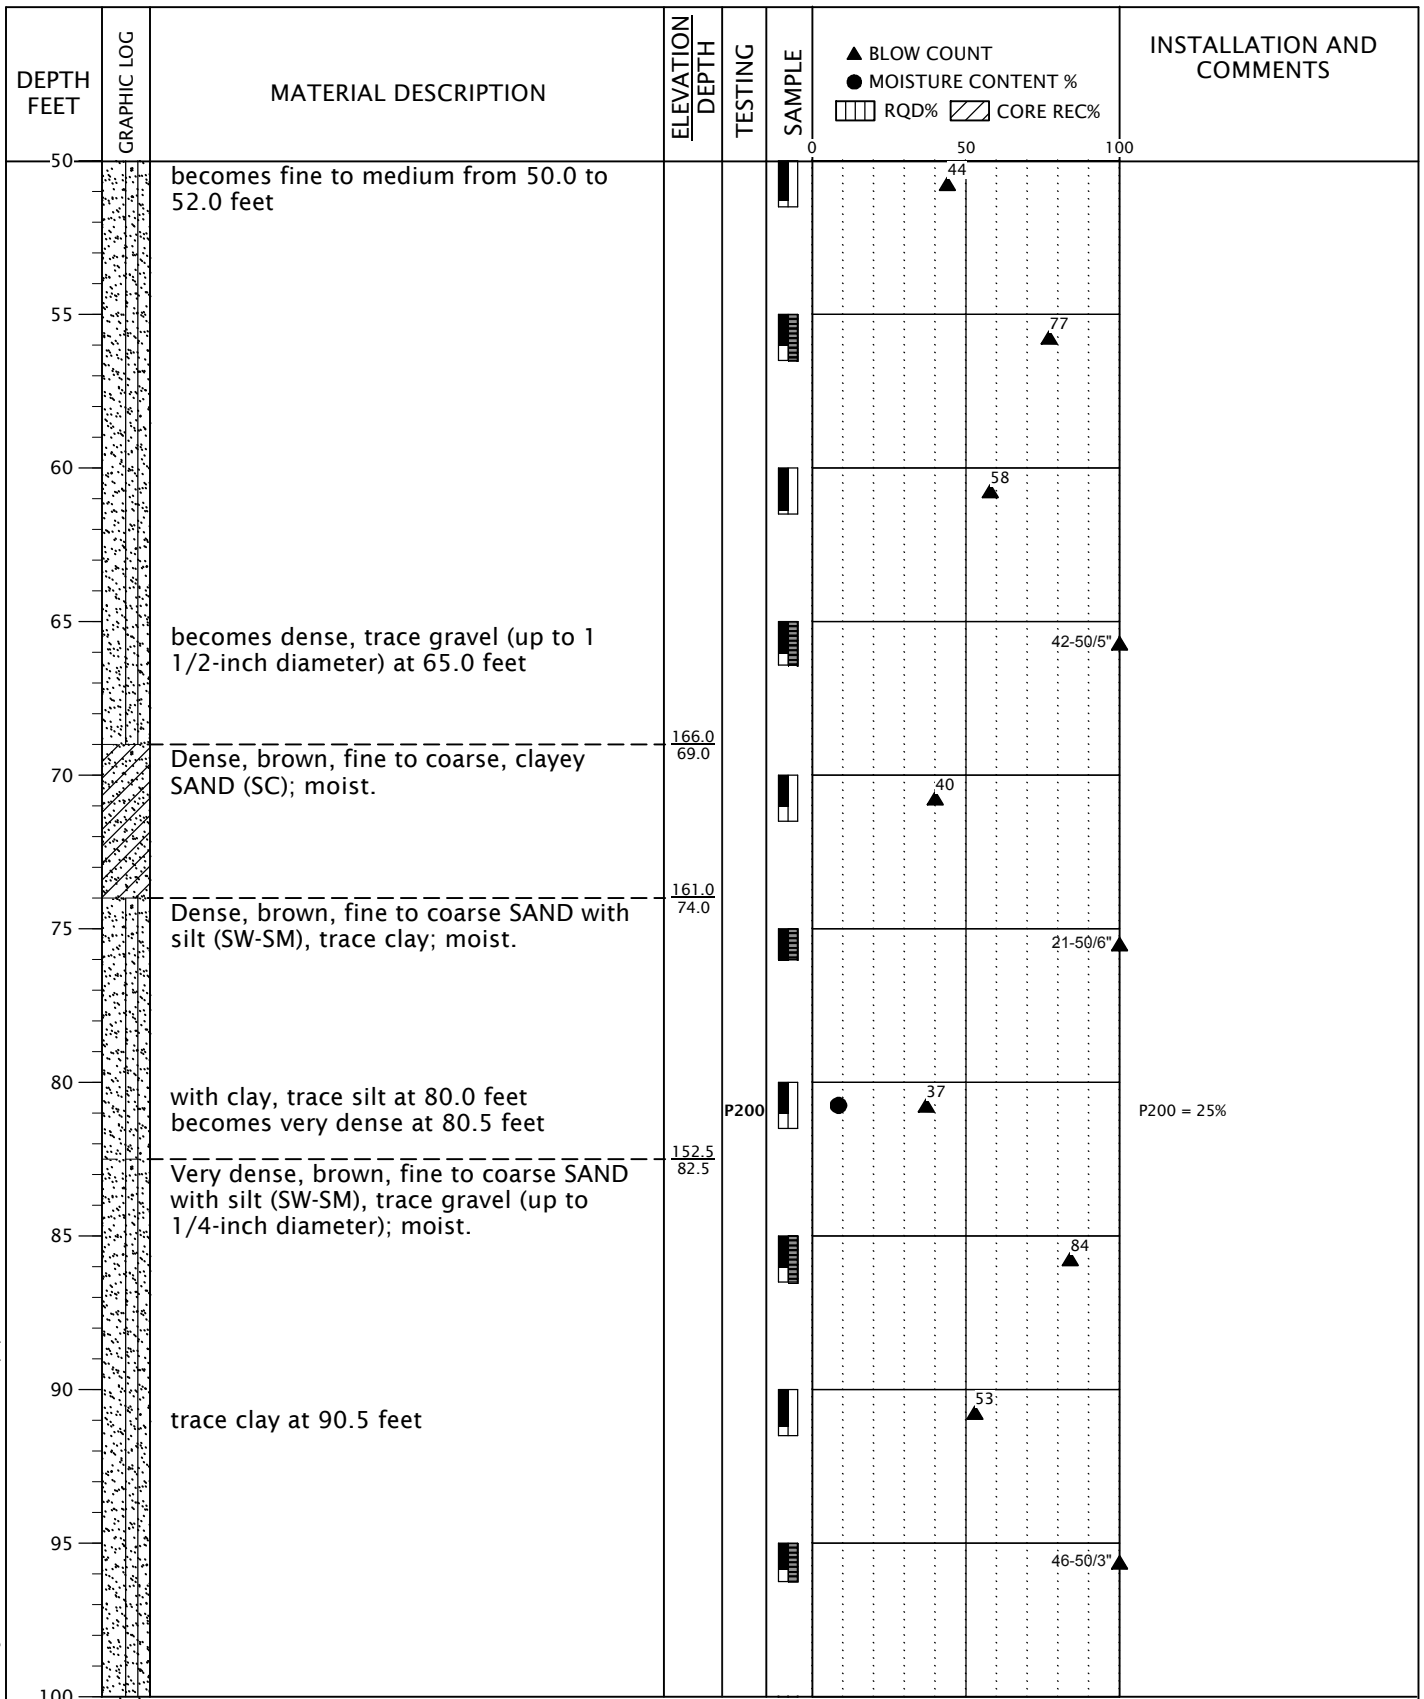 DEPTH
FEET
GRAPHIC LOG
MATERIAL DESCRIPTION
ELEVATION
DEPTH
TESTING
SAMPLE
▲ BLOW COUNT
● MOISTURE CONTENT %
RQD% CORE REC%
INSTALLATION AND
COMMENTS
0 50 100
50
becomes fine to medium from 50.0 to
52.0 feet
44
55
77
60
58
65
becomes dense, trace gravel (up to 1
1/2-inch diameter) at 65.0 feet
42-50/5"
166.0
69.0
Dense, brown, fine to coarse, clayey
SAND (SC); moist.
70
40
161.0
74.0
Dense, brown, fine to coarse SAND with
silt (SW-SM), trace clay; moist.
75
21-50/6"
80
with clay, trace silt at 80.0 feet
becomes very dense at 80.5 feet
P200
37
P200 = 25%
152.5
82.5
Very dense, brown, fine to coarse SAND
with silt (SW-SM), trace gravel (up to
1/4-inch diameter); moist.
85
84
90
53
trace clay at 90.5 feet
95
46-50/3"
100